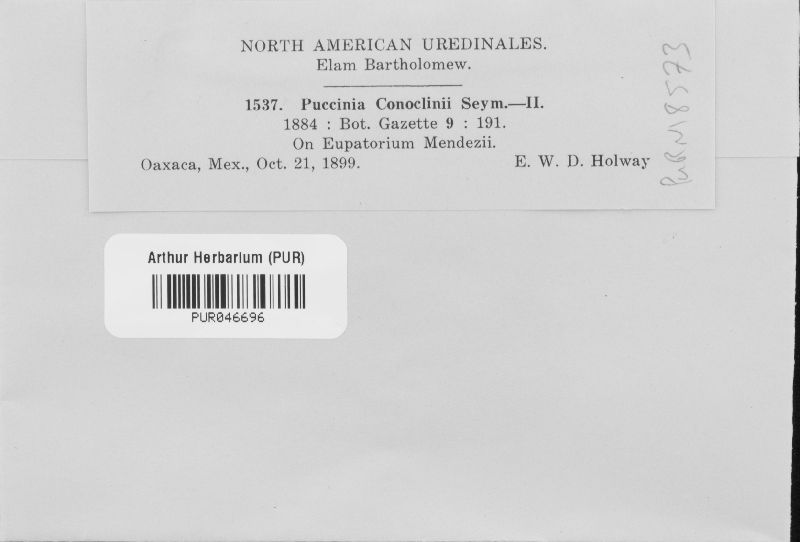 NORTH AMERICAN UREDINALES.
Elam Bartholomew.
1537. Puccinia Conoclinii Seym.—II.
1884 : Bot. Gazette 9 : 191.
On Eupatorium Mendezii.
Oaxaca, Mex., Oct. 21, 1899. E. W. D. Holway
PURN18573
Arthur Herbarium (PUR)
PUR046696